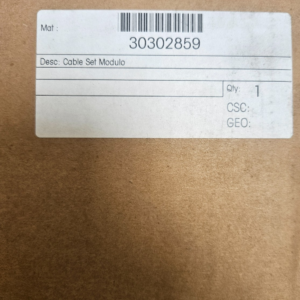 Mat :
30302859
Desc: Cable Set Modulo
Qty: 1
CSC:
GEO: